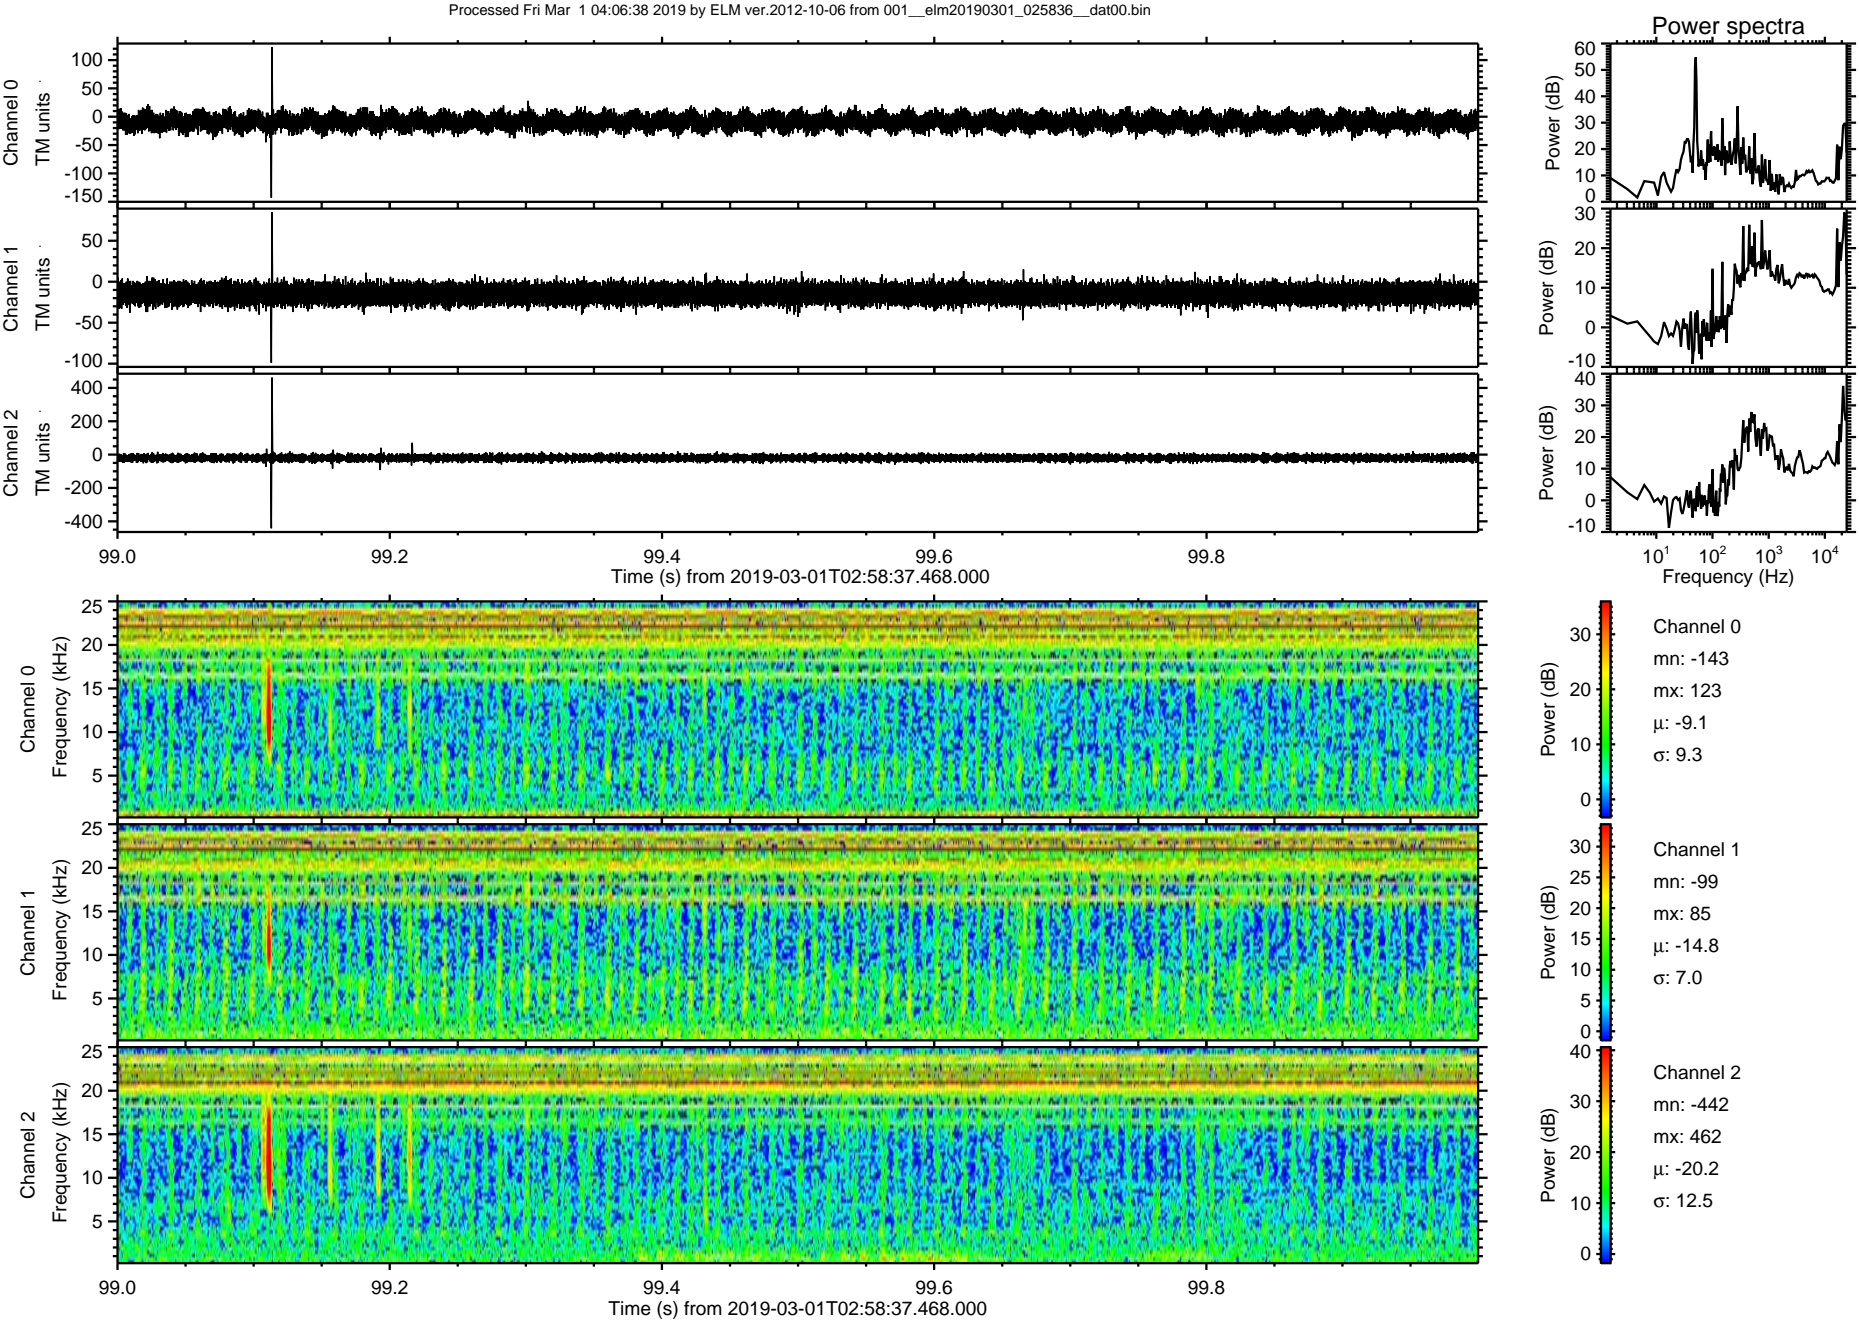 Processed Fri Mar  1 04:06:38 2019 by ELM ver.2012-10-06 from 001__elm20190301_025836__dat00.bin
Power spectra
Channel 0
TM units
100
50
0
-50
-100
-150
Power (dB)
60
50
40
30
20
10
0
Channel 1
TM units
50
0
-50
-100
Power (dB)
30
20
10
0
-10
Channel 2
TM units
400
200
0
-200
-400
Power (dB)
40
30
20
10
0
-10
99.0 99.2 99.4 99.6 99.8
Time (s) from 2019-03-01T02:58:37.468.000
10¹ 10² 10³ 10⁴
Frequency (Hz)
Channel 0
Frequency (kHz)
25
20
15
10
5
Power (dB)
30
20
10
0
Channel 0
mn: -143
mx: 123
μ: -9.1
σ: 9.3
Channel 1
Frequency (kHz)
25
20
15
10
5
Power (dB)
30
25
20
15
10
5
0
Channel 1
mn: -99
mx: 85
μ: -14.8
σ: 7.0
Channel 2
Frequency (kHz)
25
20
15
10
5
Power (dB)
40
30
20
10
0
Channel 2
mn: -442
mx: 462
μ: -20.2
σ: 12.5
99.0 99.2 99.4 99.6 99.8
Time (s) from 2019-03-01T02:58:37.468.000